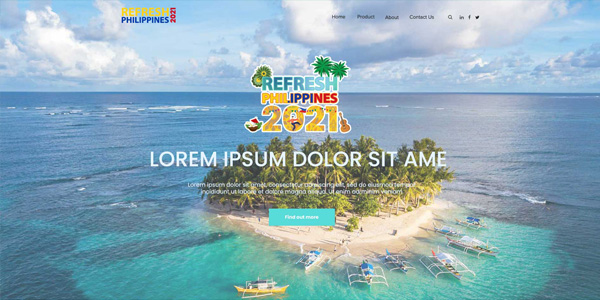 REFRESH
PHILIPPINES
2021
Home Product About Contact Us
REFRESH
PHILIPPINES
2021
LOREM IPSUM DOLOR SIT AME
Lorem ipsum dolor sit amet, consectetur adipiscing elit, sed do eiusmod tempor
incididunt ut labore et dolore magna aliqua, ut enim ad minim veniam
Find out more